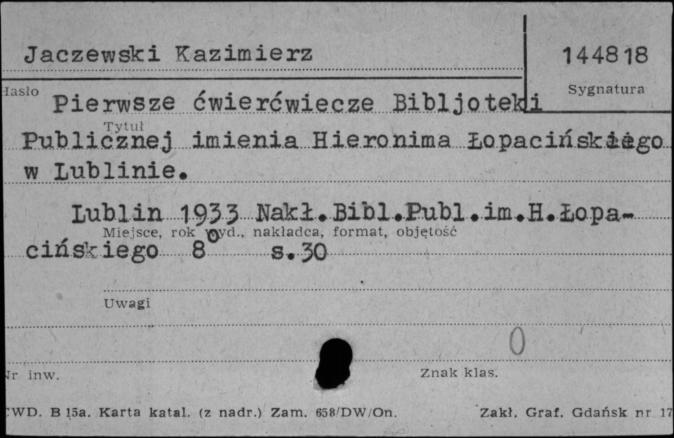 Jaczewski Kazimierz
144818
Hasło
Sygnatura
Pierwsze ćwierćwiecze Bibljoteki
Tytuł
Publicznej imienia Hieronima Łopacińskiego
w Lublinie.
Lublin 1933 Nakł.Bibl.Publ.im.H.Łopa-
Miejsce, rok wyd., nakładca, format, objętość
cińskiego 8° s.30
Uwagi
0
Nr inw.
Znak klas.
CWD. B 15a. Karta katal. (z nadr.) Zam. 658/DW/On.
Zakł. Graf. Gdańsk nr 17